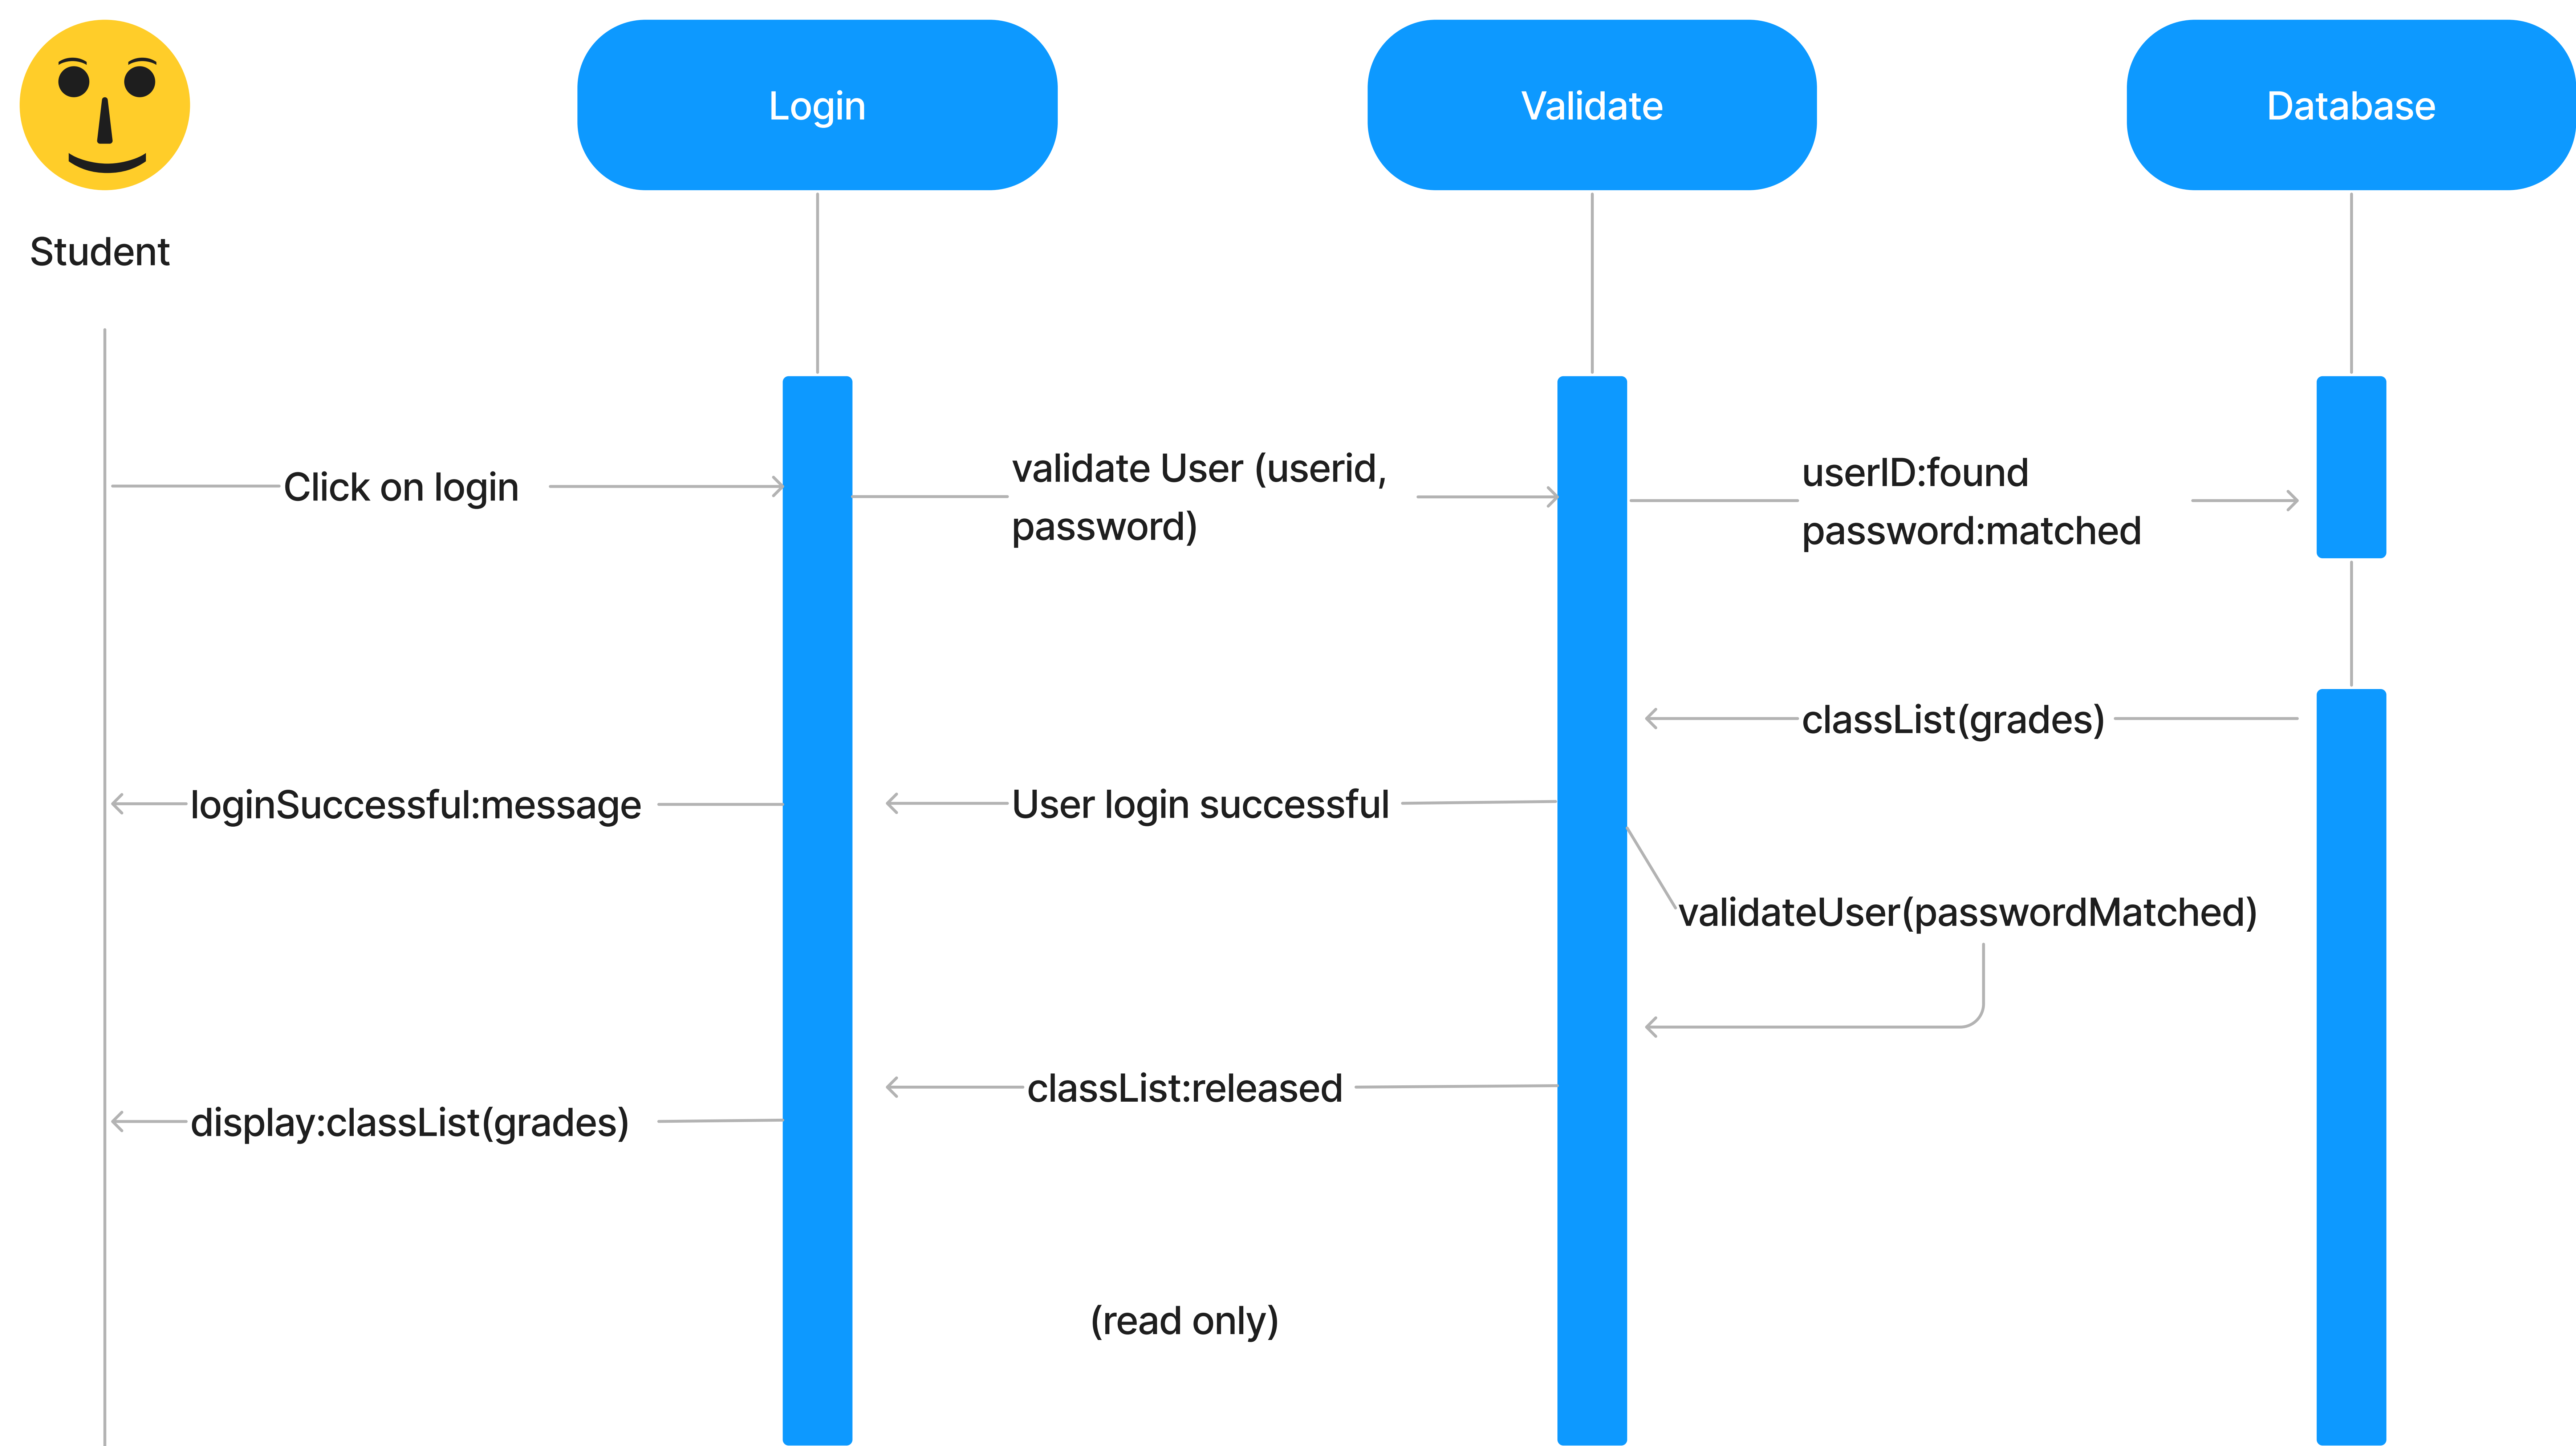 Login
Validate
Database
Student
Click on login
validate User (userid,
password)
userID:found
password:matched
classList(grades)
loginSuccessful:message
User login successful
validateUser(passwordMatched)
classList:released
display:classList(grades)
(read only)